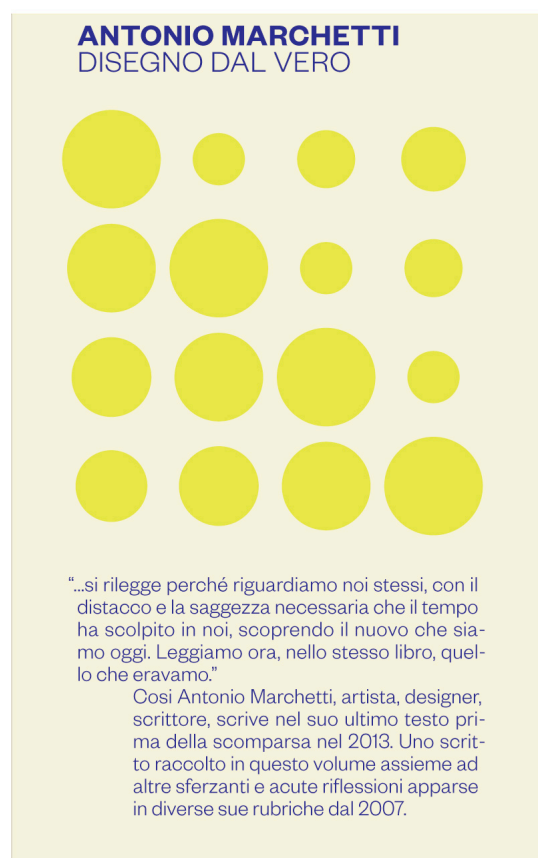 ANTONIO MARCHETTI
DISEGNO DAL VERO
“...si rilegge perché riguardiamo noi stessi, con il
distacco e la saggezza necessaria che il tempo
ha scolpito in noi, scoprendo il nuovo che sia-
mo oggi. Leggiamo ora, nello stesso libro, quel-
lo che eravamo.”
Cosi Antonio Marchetti, artista, designer,
scrittore, scrive nel suo ultimo testo pri-
ma della scomparsa nel 2013. Uno scrit-
to raccolto in questo volume assieme ad
altre sferzanti e acute riflessioni apparse
in diverse sue rubriche dal 2007.